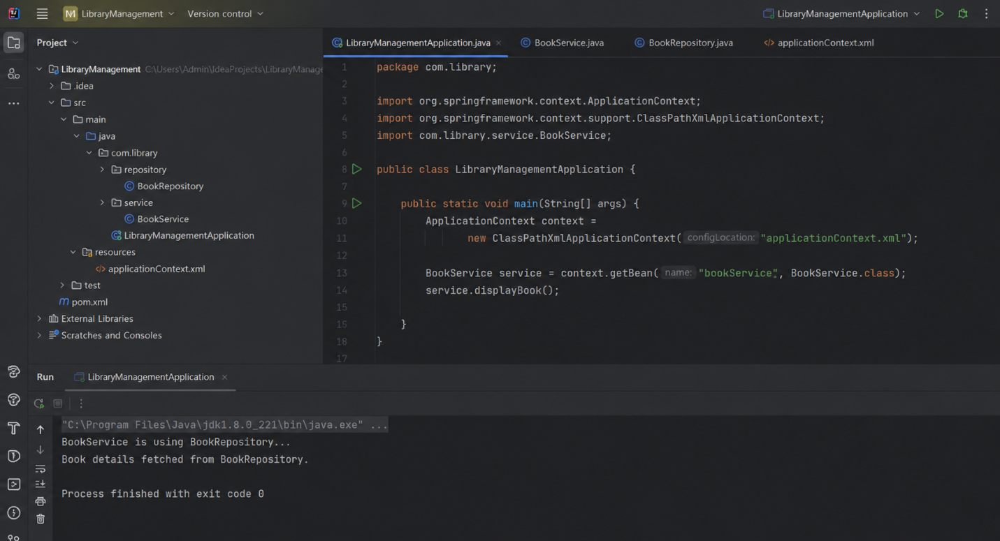 M LibraryManagement Version control LibraryManagementApplication
Project
LibraryManagement C:\Users\Admin\IdeaProjects\LibraryManage
.idea
src
main
java
com.library
repository
BookRepository
service
BookService
LibraryManagementApplication
resources
applicationContext.xml
test
pom.xml
External Libraries
Scratches and Consoles
LibraryManagementApplication.java BookService.java BookRepository.java applicationContext.xml
1 package com.library;
2
3 import org.springframework.context.ApplicationContext;
4 import org.springframework.context.support.ClassPathXmlApplicationContext;
5 import com.library.service.BookService;
6
8 public class LibraryManagementApplication {
7
9 public static void main(String[] args) {
10 ApplicationContext context =
11 new ClassPathXmlApplicationContext( configLocation: "applicationContext.xml");
12
13 BookService service = context.getBean( name: "bookService", BookService.class);
14 service.displayBook();
15
15 }
18 }
17
Run LibraryManagementApplication
"C:\Program Files\Java\jdk1.8.0_221\bin\java.exe" ...
BookService is using BookRepository...
Book details fetched from BookRepository.
Process finished with exit code 0